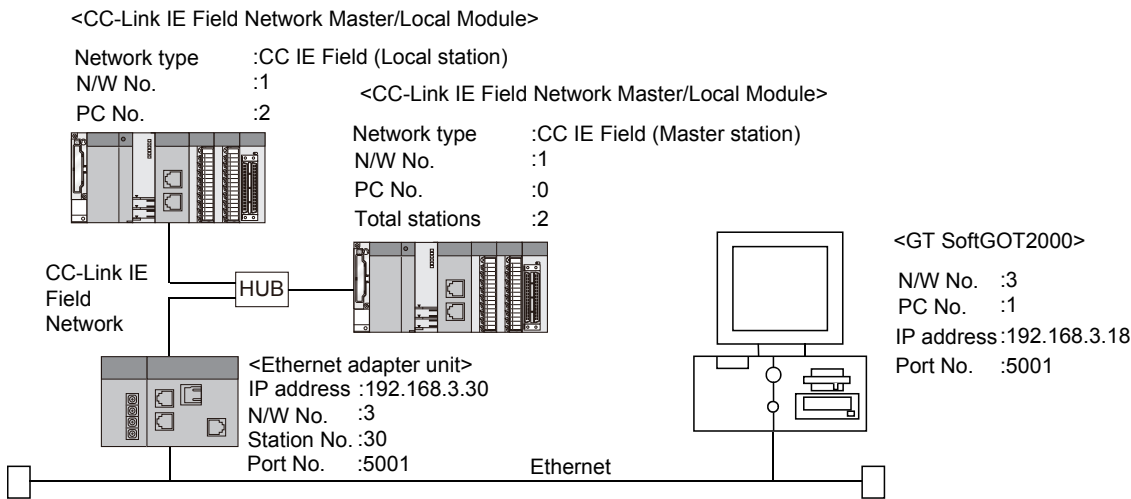 <CC-Link IE Field Network Master/Local Module>
Network type :CC IE Field (Local station)
N/W No. :1
PC No. :2
<CC-Link IE Field Network Master/Local Module>
Network type :CC IE Field (Master station)
N/W No. :1
PC No. :0
Total stations :2
CC-Link IE
Field
Network
HUB
<GT SoftGOT2000>
N/W No. :3
PC No. :1
IP address :192.168.3.18
Port No. :5001
<Ethernet adapter unit>
IP address :192.168.3.30
N/W No. :3
Station No. :30
Port No. :5001
Ethernet